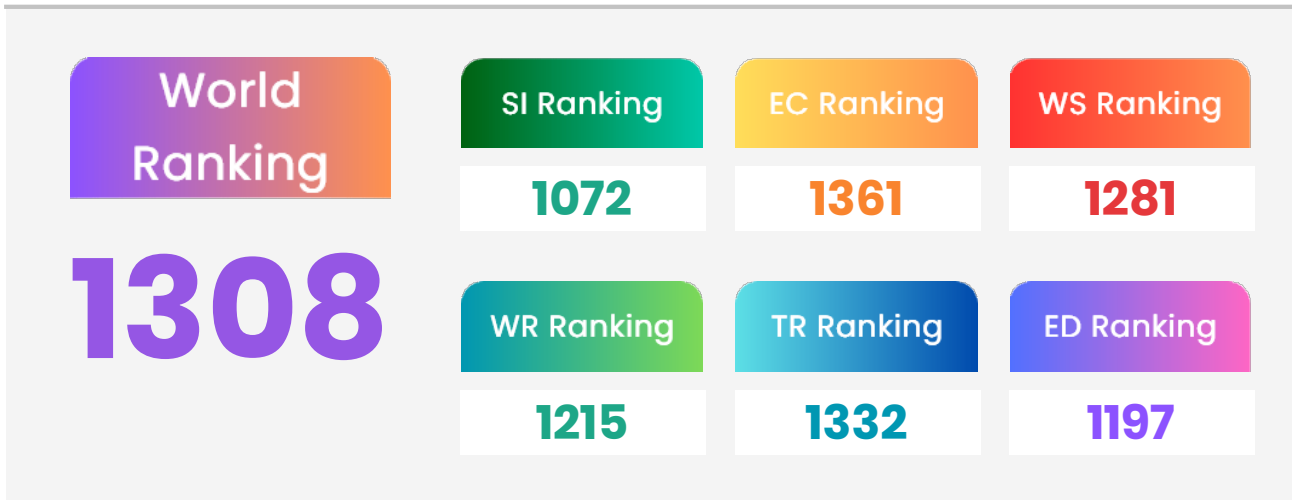 World
Ranking
1308
SI Ranking
1072
EC Ranking
1361
WS Ranking
1281
WR Ranking
1215
TR Ranking
1332
ED Ranking
1197